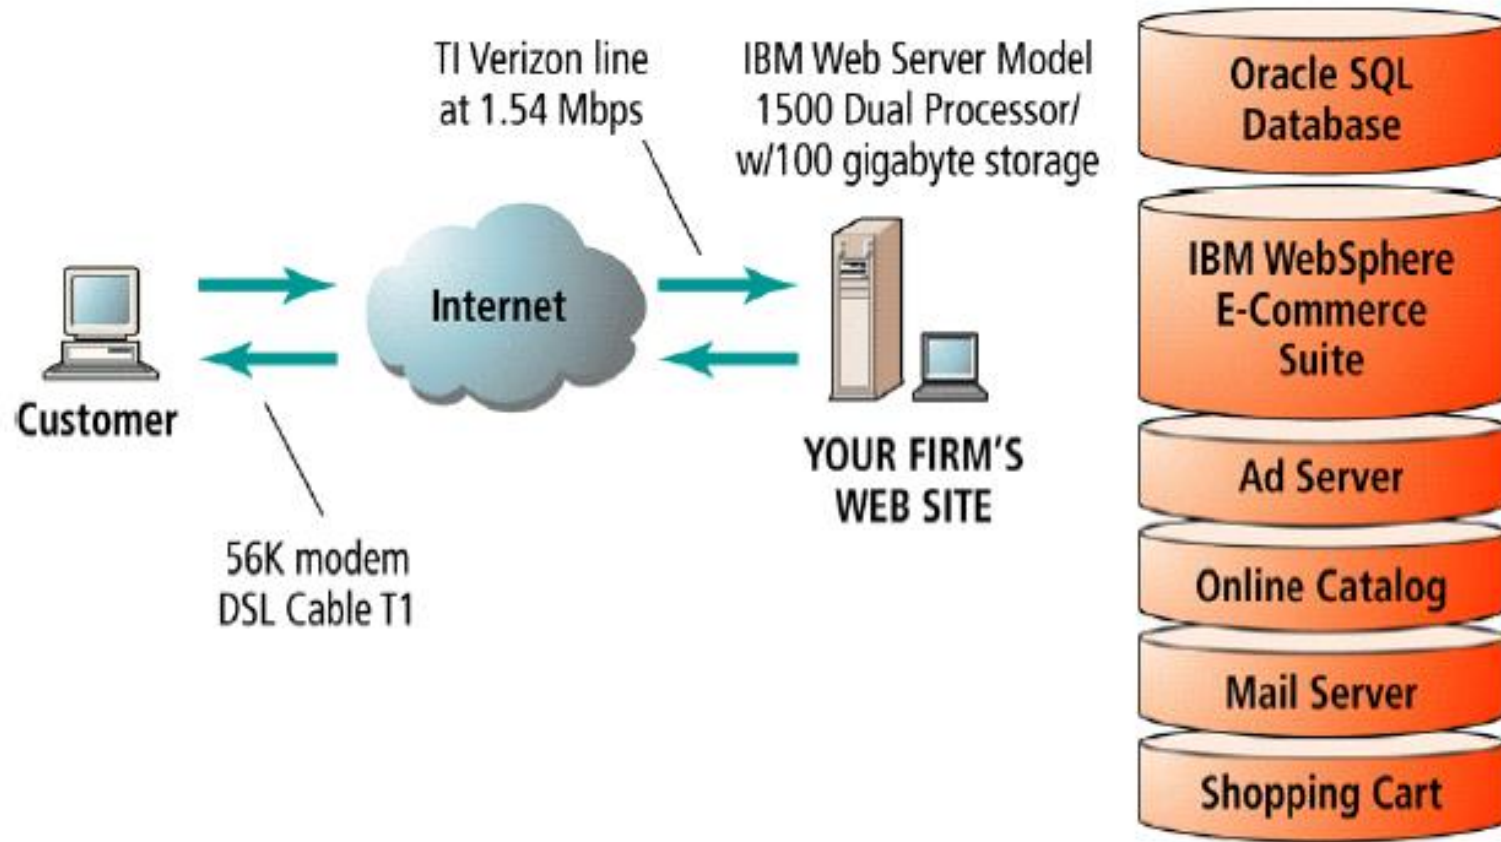 TI Verizon line
at 1.54 Mbps
IBM Web Server Model
1500 Dual Processor/
w/100 gigabyte storage
Customer
Internet
YOUR FIRM'S
WEB SITE
56K modem
DSL Cable T1
Oracle SQL
Database
IBM WebSphere
E-Commerce
Suite
Ad Server
Online Catalog
Mail Server
Shopping Cart